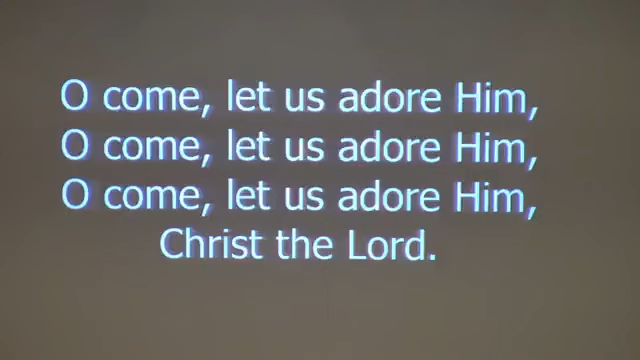 O come, let us adore Him,
O come, let us adore Him,
O come, let us adore Him,
Christ the Lord.